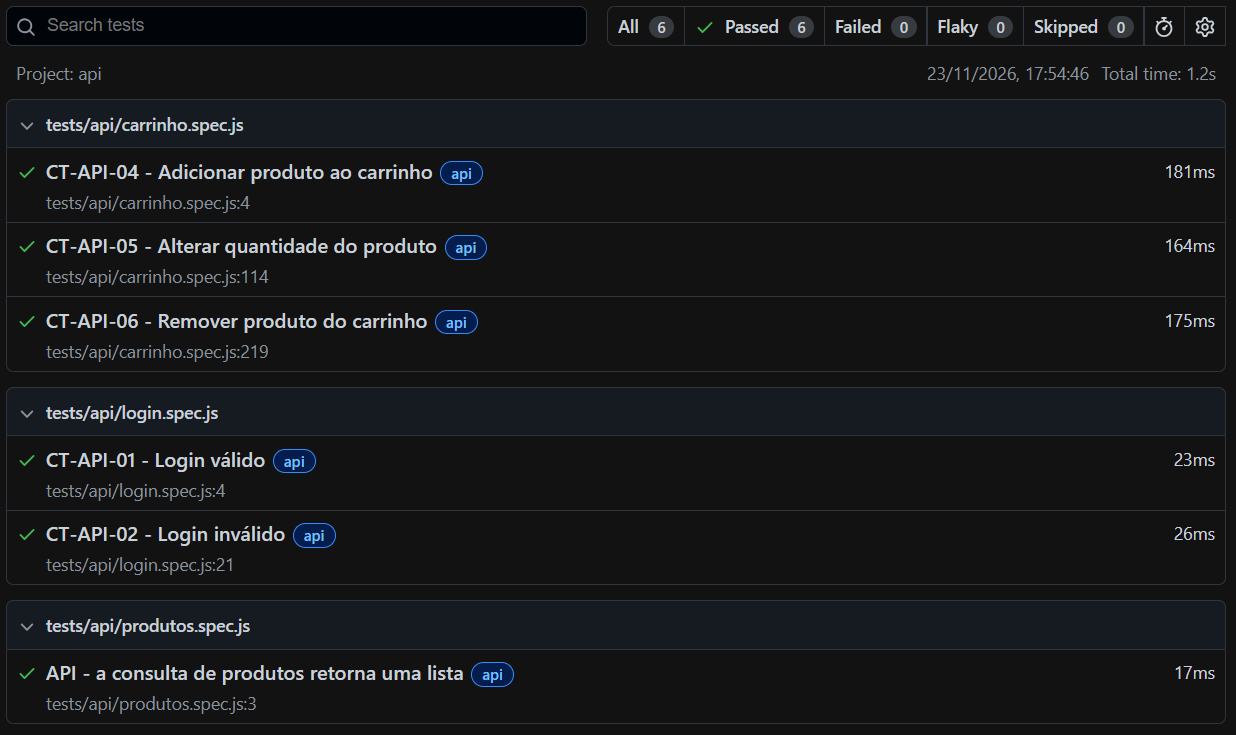 Search tests
All 6 Passed 6 Failed 0 Flaky 0 Skipped 0
Project: api 23/11/2026, 17:54:46 Total time: 1.2s
tests/api/carrinho.spec.js
CT-API-04 - Adicionar produto ao carrinho api 181ms
tests/api/carrinho.spec.js:4
CT-API-05 - Alterar quantidade do produto api 164ms
tests/api/carrinho.spec.js:114
CT-API-06 - Remover produto do carrinho api 175ms
tests/api/carrinho.spec.js:219
tests/api/login.spec.js
CT-API-01 - Login válido api 23ms
tests/api/login.spec.js:4
CT-API-02 - Login inválido api 26ms
tests/api/login.spec.js:21
tests/api/produtos.spec.js
API - a consulta de produtos retorna uma lista api 17ms
tests/api/produtos.spec.js:3